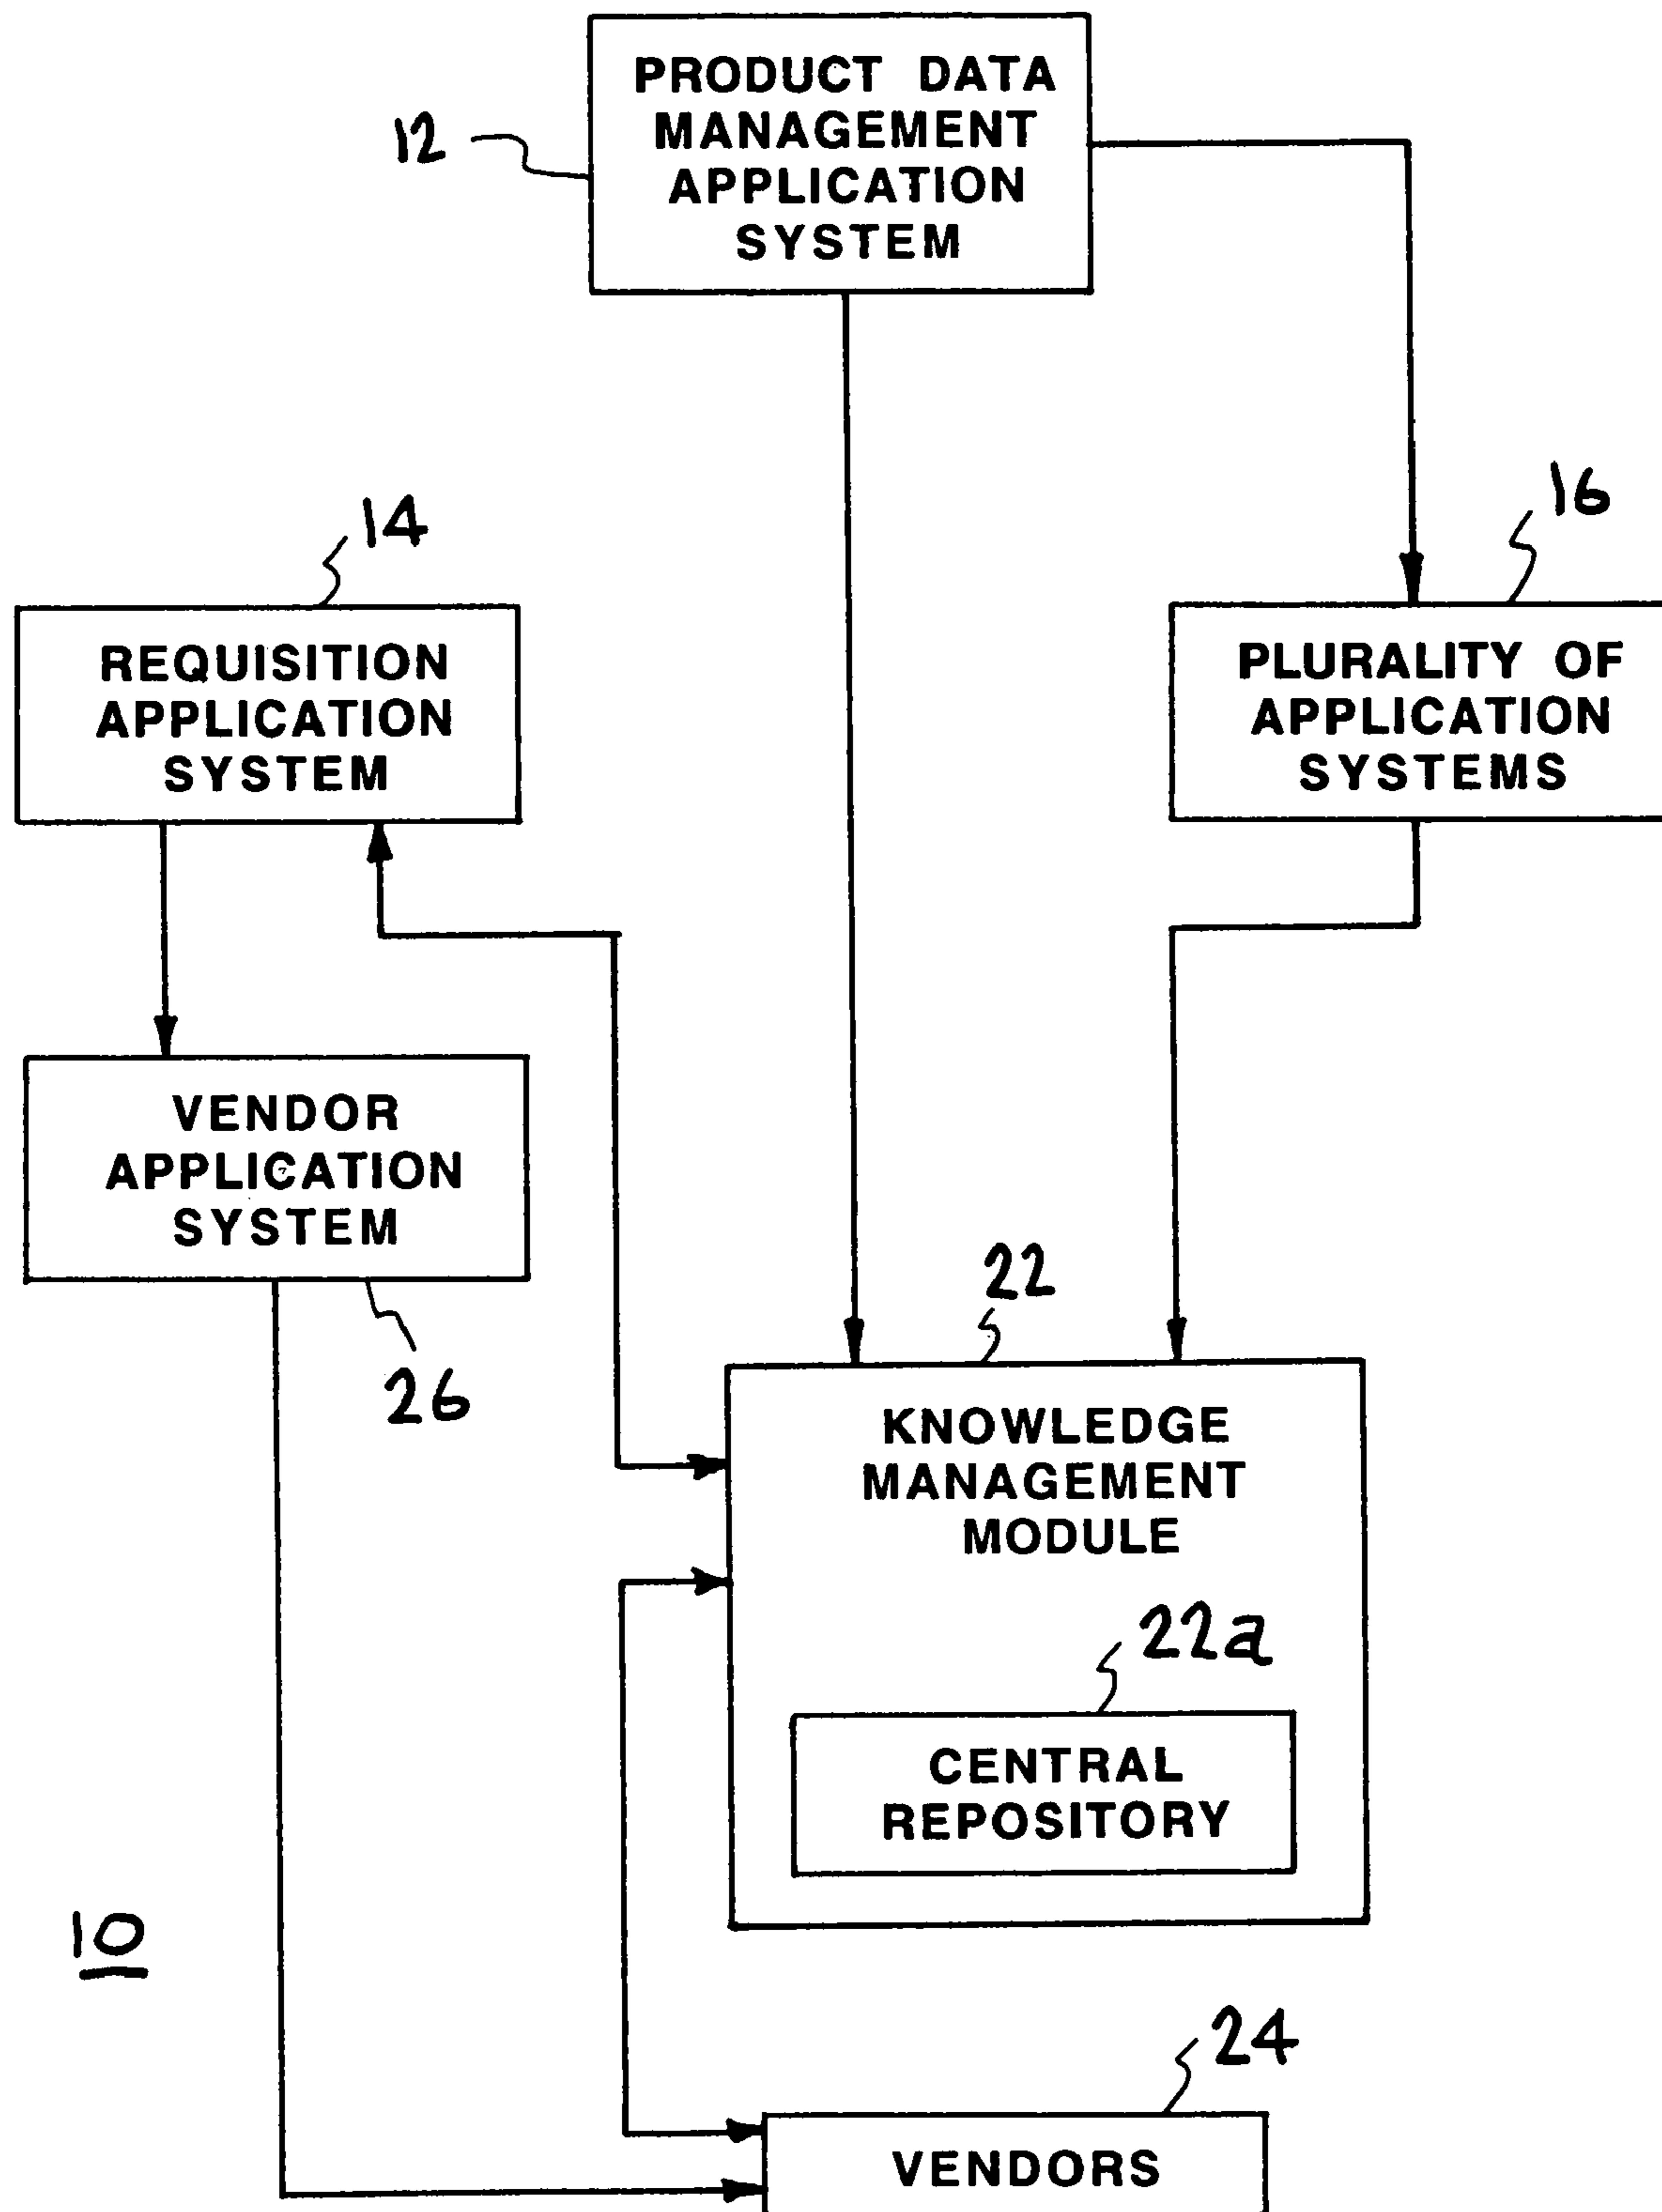 PRODUCT DATA
MANAGEMENT
APPLICATION
SYSTEM
12
16
14
REQUISITION
APPLICATION
SYSTEM
PLURALITY OF
APPLICATION
SYSTEMS
VENDOR
APPLICATION
SYSTEM
26
22
KNOWLEDGE
MANAGEMENT
MODULE
22a
CENTRAL
REPOSITORY
10
24
VENDORS